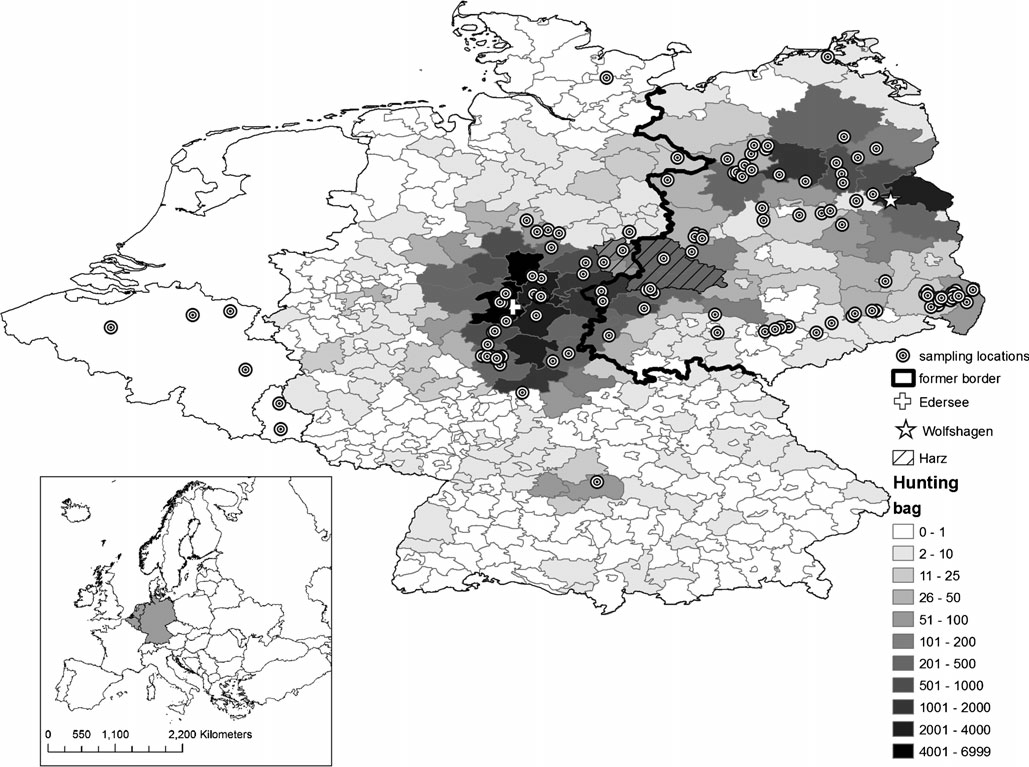 sampling locations
former border
Edersee
Wolfshagen
Harz
Hunting
bag
0 - 1
2 - 10
11 - 25
26 - 50
51 - 100
101 - 200
201 - 500
501 - 1000
1001 - 2000
2001 - 4000
4001 - 6999
0 550 1,100 2,200 Kilometers